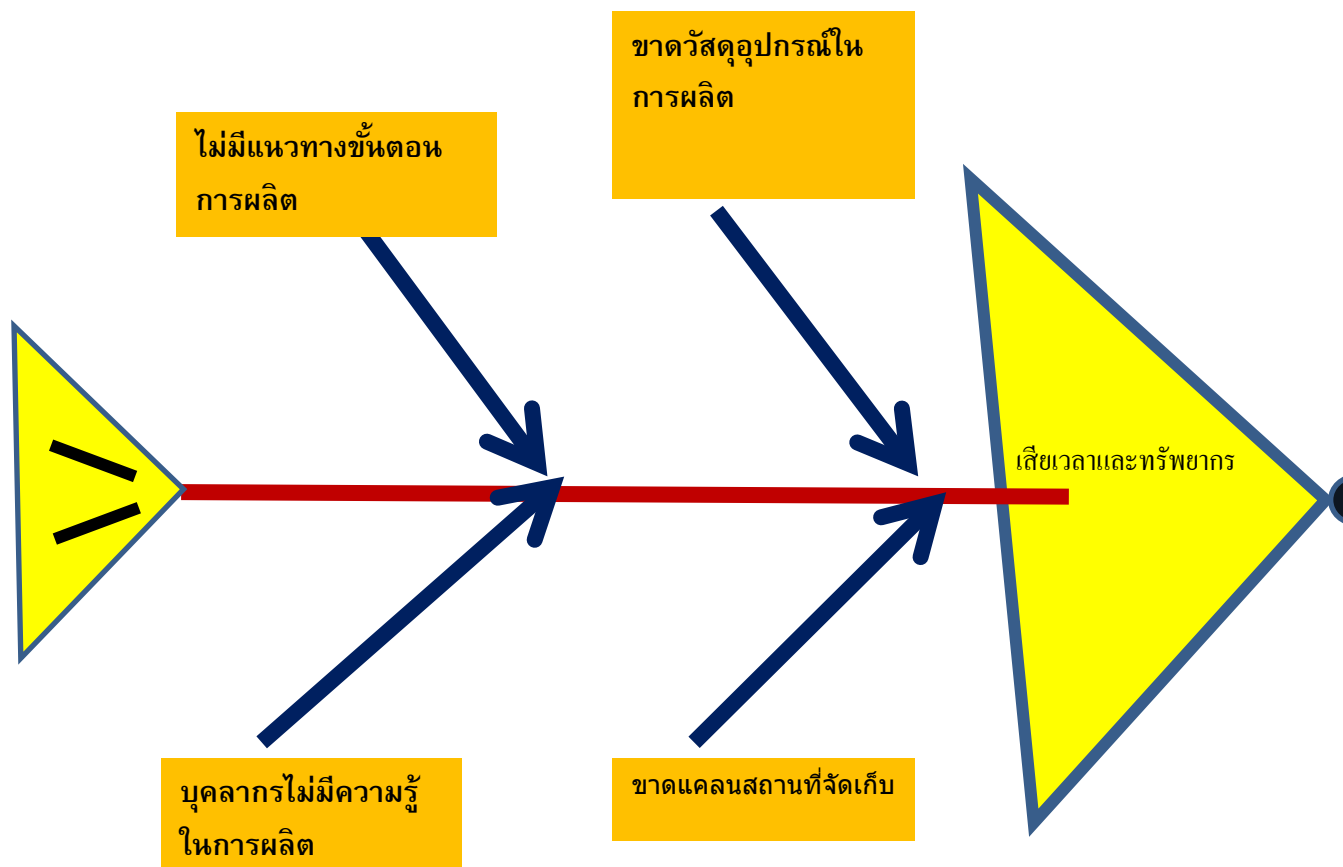 ขาดวัสดุอุปกรณ์ใน
การผลิต
ไม่มีแนวทางขั้นตอน
การผลิต
เสียเวลาและทรัพยากร
บุคลากรไม่มีความรู้
ในการผลิต
ขาดแคลนสถานที่จัดเก็บ